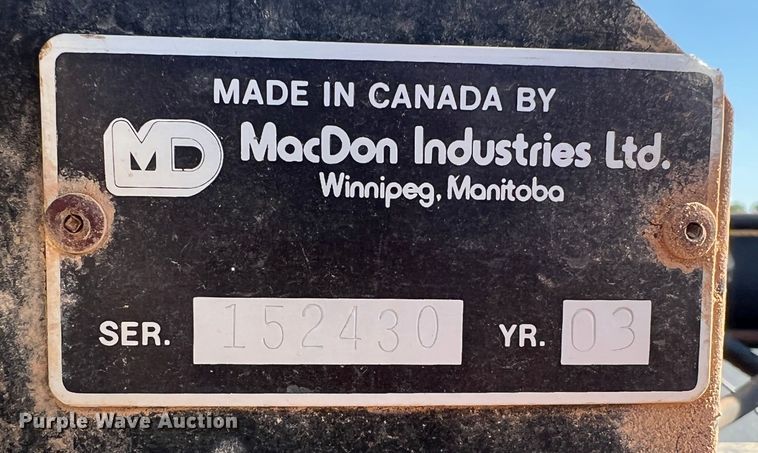 MADE IN CANADA BY
MD MacDon Industries Ltd.
Winnipeg, Manitoba
SER. 152430 YR. 03
Purple Wave Auction